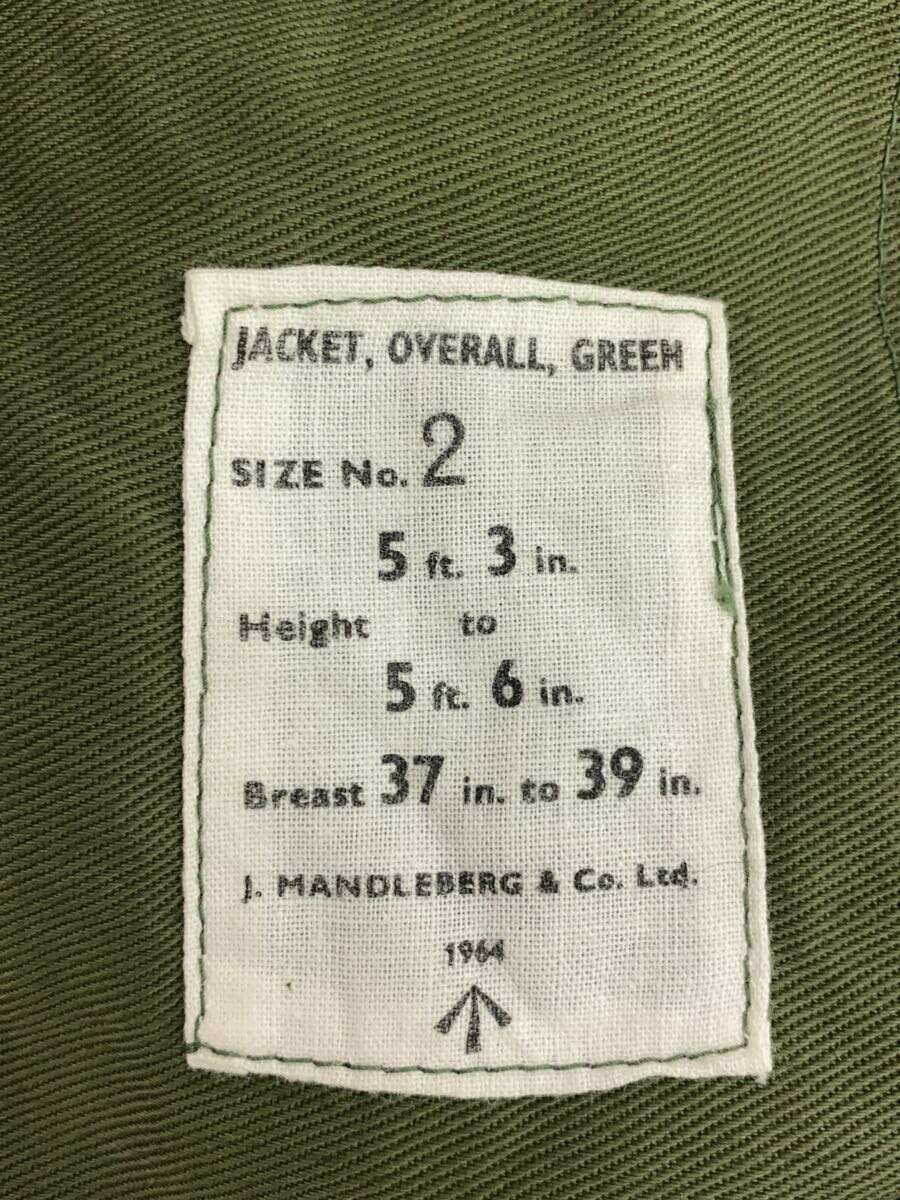 JACKET, OVERALL, GREEN
SIZE No. 2
5 ft. 3 in.
Height to
5 ft. 6 in.
Breast 37 in. to 39 in.
J. MANDLEBERG & Co. Ltd.
1964